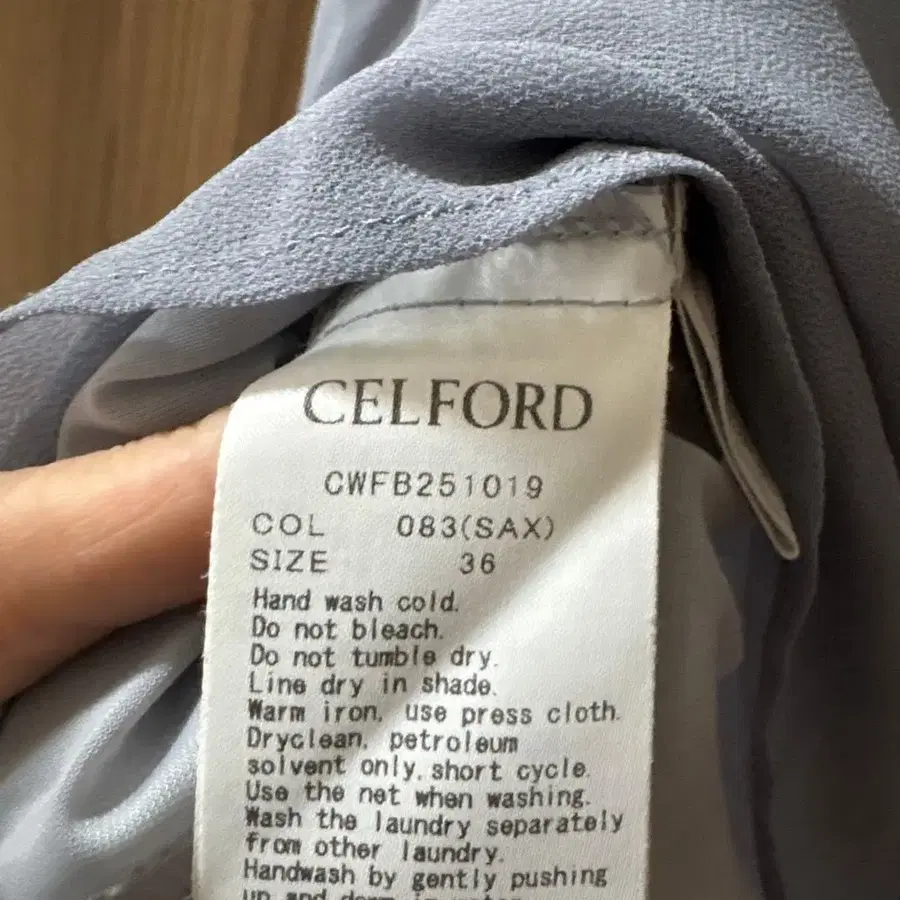 CELFORD
CWFB251019
COL 083(SAX)
SIZE 36
Hand wash cold.
Do not bleach.
Do not tumble dry.
Line dry in shade.
Warm iron, use press cloth.
Dryclean, petroleum
solvent only, short cycle.
Use the net when washing.
Wash the laundry separately
from other laundry.
Handwash by gently pushing
up and